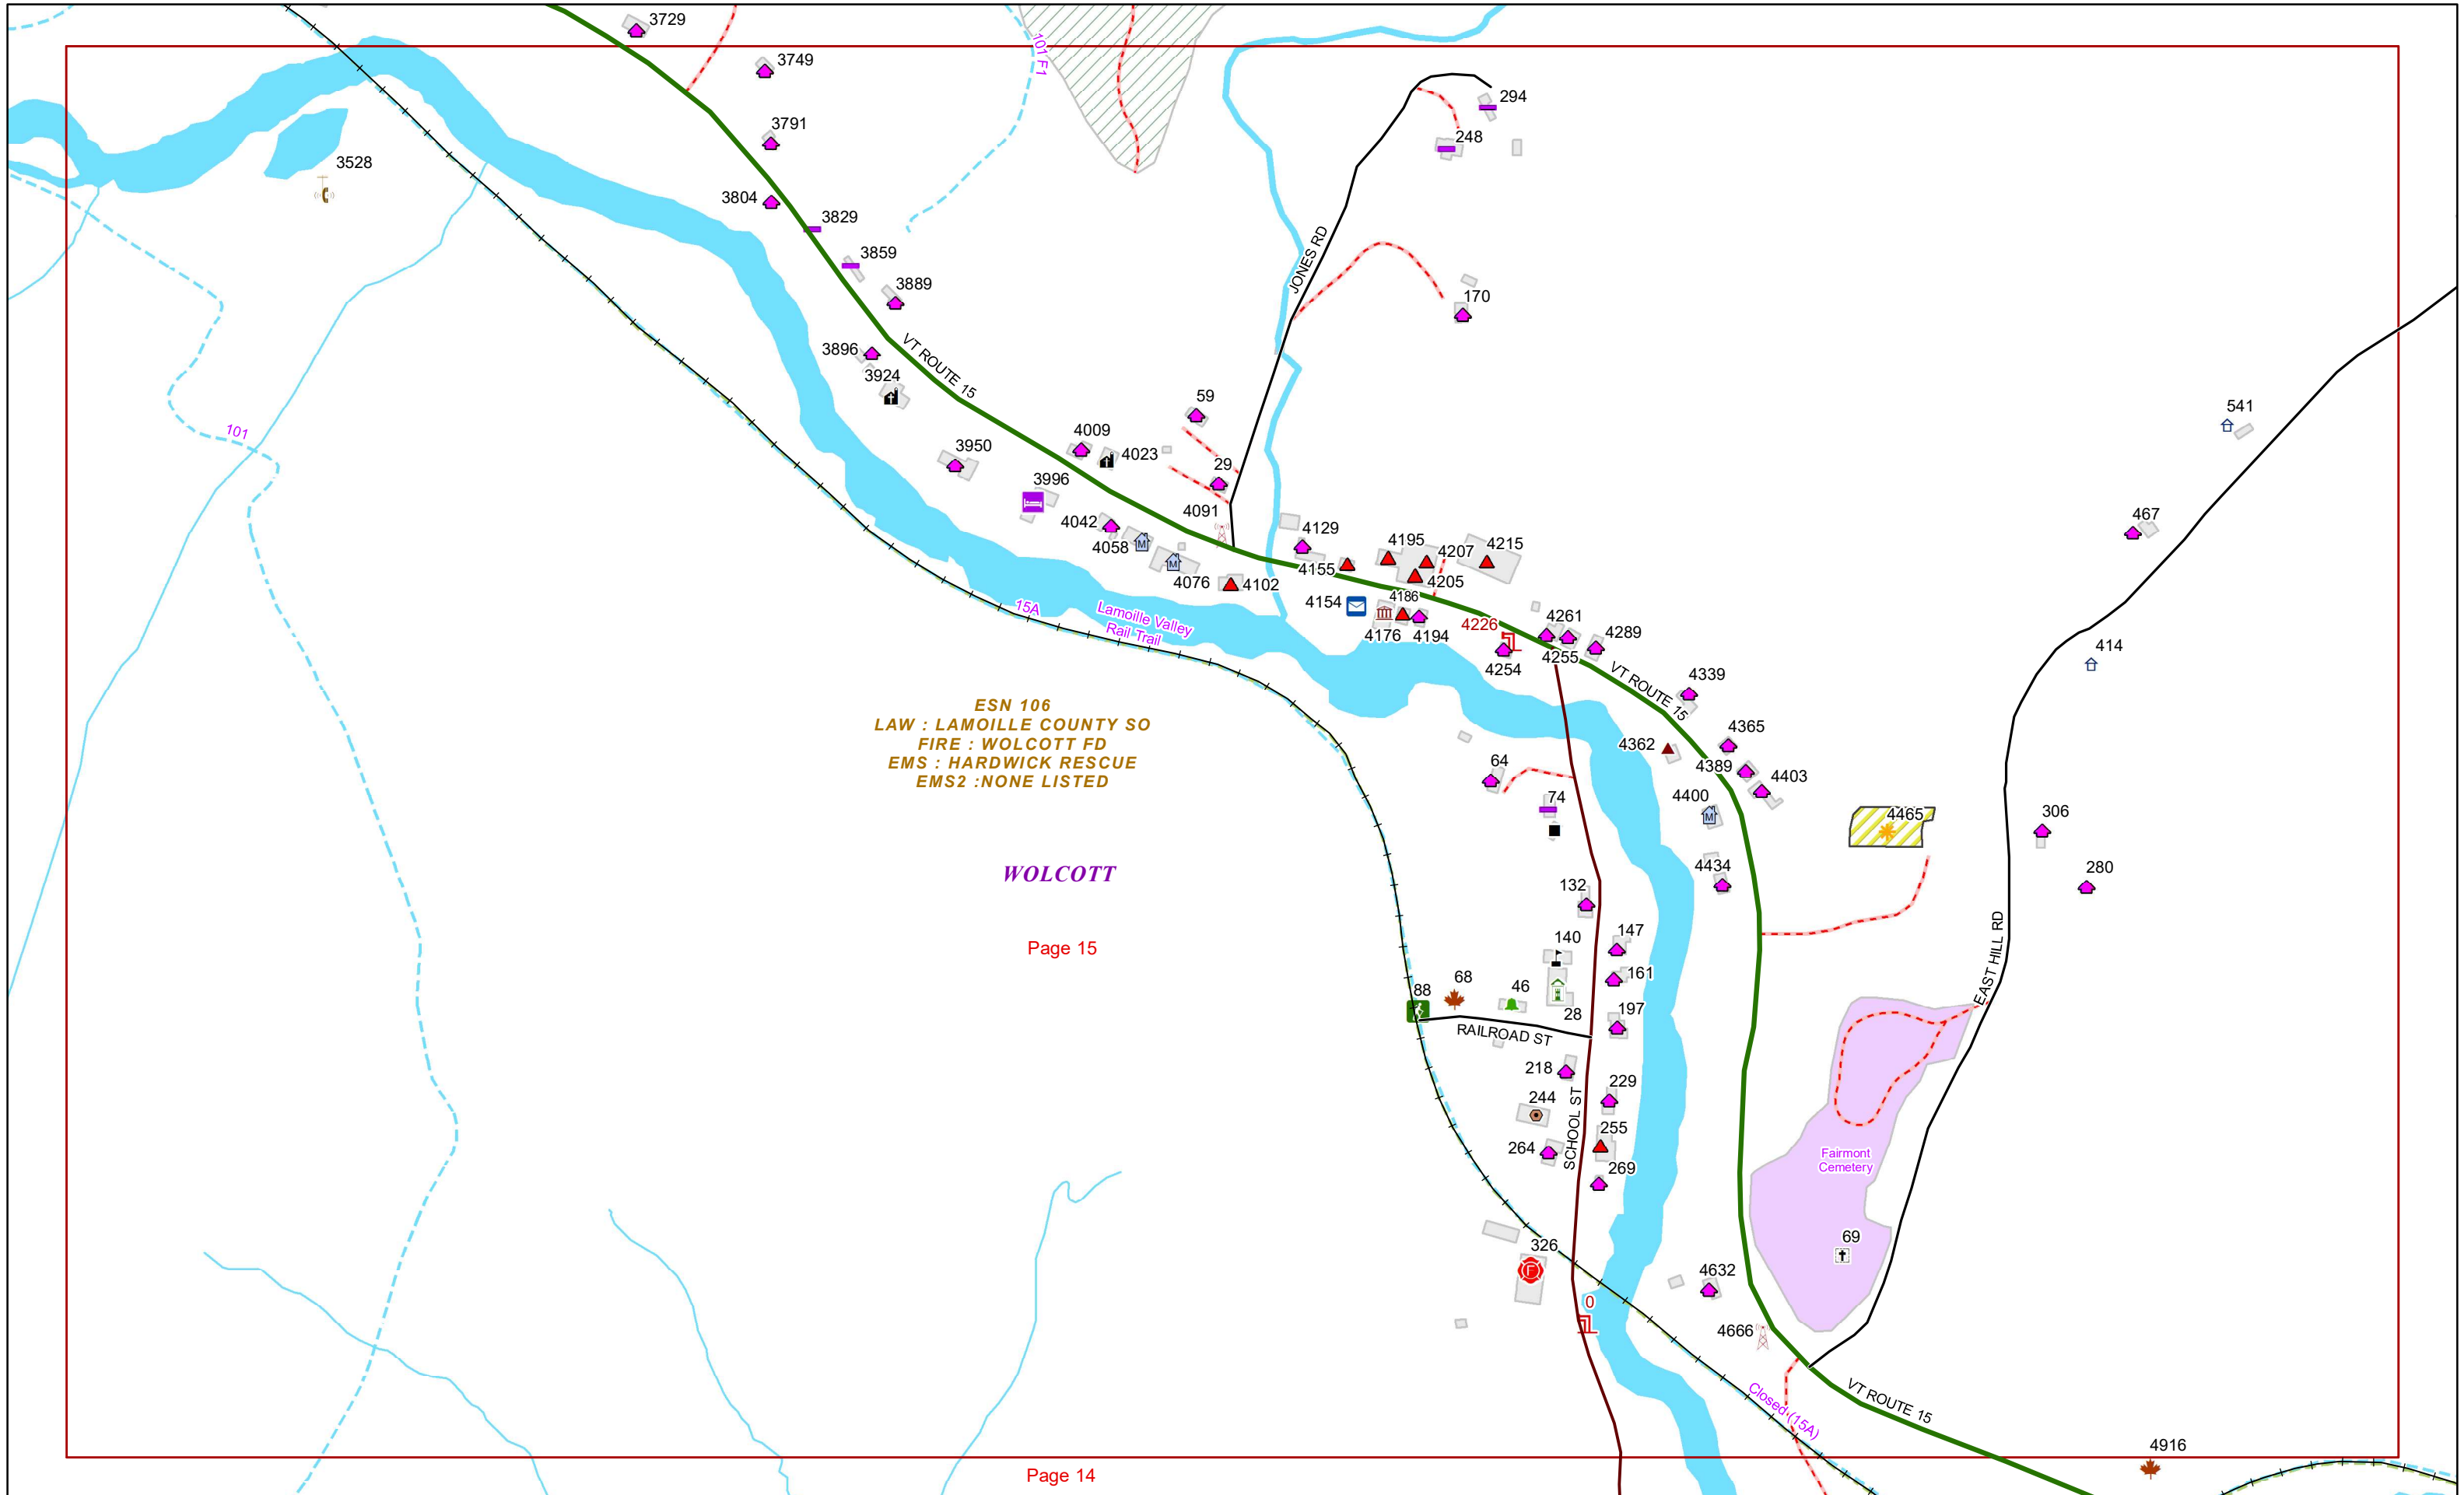 3729
3749
101 F1
294
3791
248
3528
3804
3829
JONES RD
3859
3889
170
VT ROUTE 15
3896
3924
59
541
101
4009
4023
3950
29
3996
467
4091
4042
4129
4058
4195
4207
4215
4155
4076
4102
4205
15A
Lamoille Valley
Rail Trail
4154
4186
4176
4194
4226
4261
4289
4254
4255
414
VT ROUTE 15
4339
ESN 106
LAW : LAMOILLE COUNTY SO
FIRE : WOLCOTT FD
EMS : HARDWICK RESCUE
EMS2 :NONE LISTED
4362
4365
64
4389
4403
74
4400
4465
306
WOLCOTT
4434
280
132
Page 15
140
147
EAST HILL RD
161
68
46
88
28
197
RAILROAD ST
218
229
244
SCHOOL ST
255
264
269
Fairmont
Cemetery
69
326
4632
0
4666
Closed (15A)
VT ROUTE 15
4916
Page 14
M
M
M
F